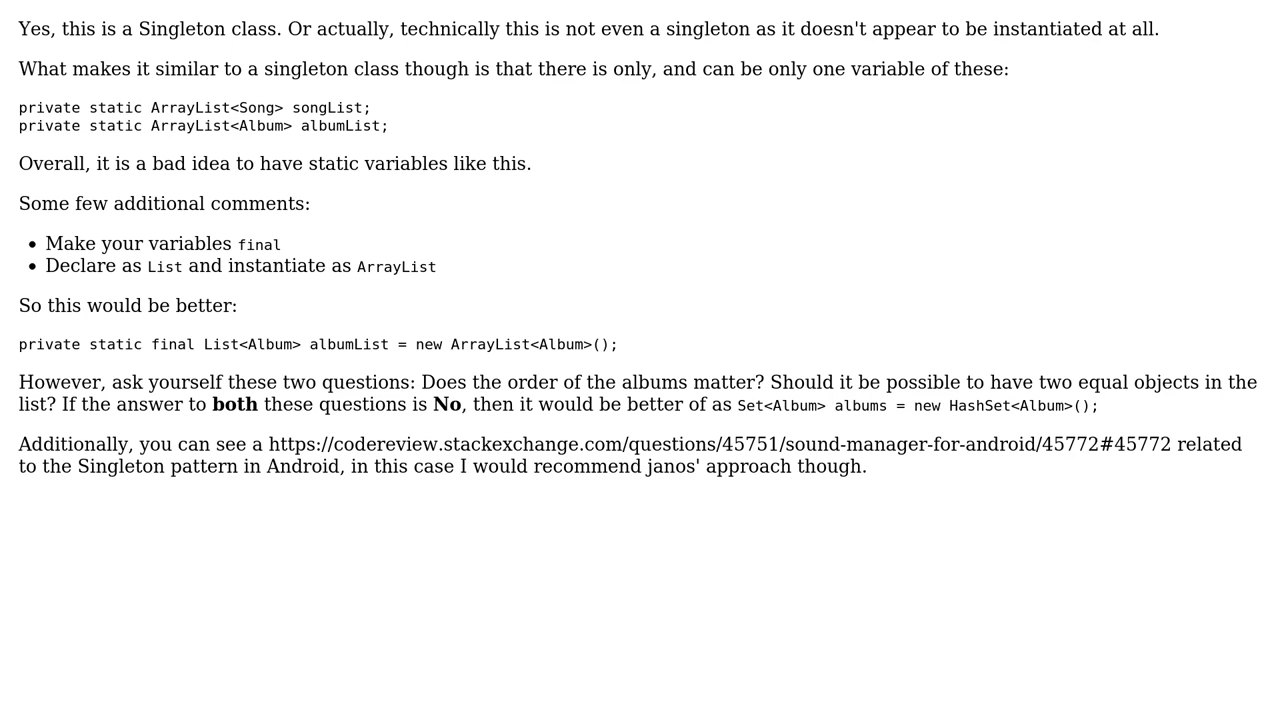 Yes, this is a Singleton class. Or actually, technically this is not even a singleton as it doesn't appear to be instantiated at all.
What makes it similar to a singleton class though is that there is only, and can be only one variable of these:
private static ArrayList<Song> songList;
private static ArrayList<Album> albumList;
Overall, it is a bad idea to have static variables like this.
Some few additional comments:
• Make your variables final
• Declare as List and instantiate as ArrayList
So this would be better:
private static final List<Album> albumList = new ArrayList<Album>();
However, ask yourself these two questions: Does the order of the albums matter? Should it be possible to have two equal objects in the
list? If the answer to both these questions is No, then it would be better of as Set<Album> albums = new HashSet<Album>();
Additionally, you can see a https://codereview.stackexchange.com/questions/45751/sound-manager-for-android/45772#45772 related
to the Singleton pattern in Android, in this case I would recommend janos' approach though.